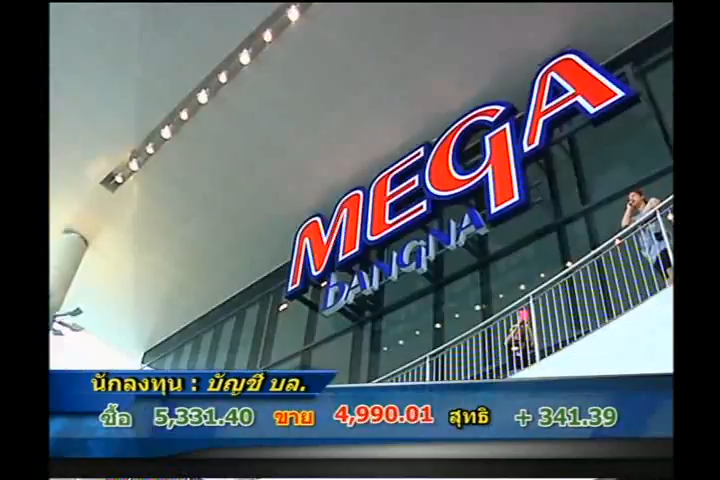 MEGA
BANGNA
นักลงทุน : บัญชี บล.
ซื้อ 5,331.40 ขาย 4,990.01 สุทธิ + 341.39